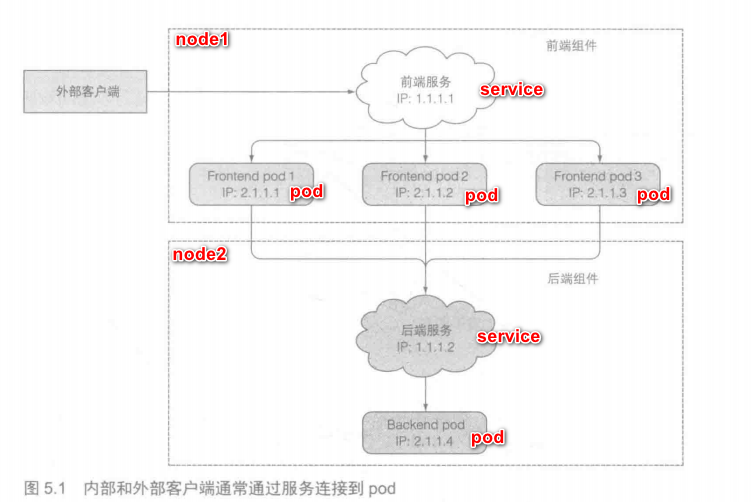 node1
前端组件
外部客户端
前端服务
IP: 1.1.1.1
service
Frontend pod 1
IP: 2.1.1.1
pod
Frontend pod 2
IP: 2.1.1.2
pod
Frontend pod 3
IP: 2.1.1.3
pod
node2
后端组件
后端服务
IP: 1.1.1.2
service
Backend pod
IP: 2.1.1.4
pod
图 5.1 内部和外部客户端通常通过服务连接到 pod